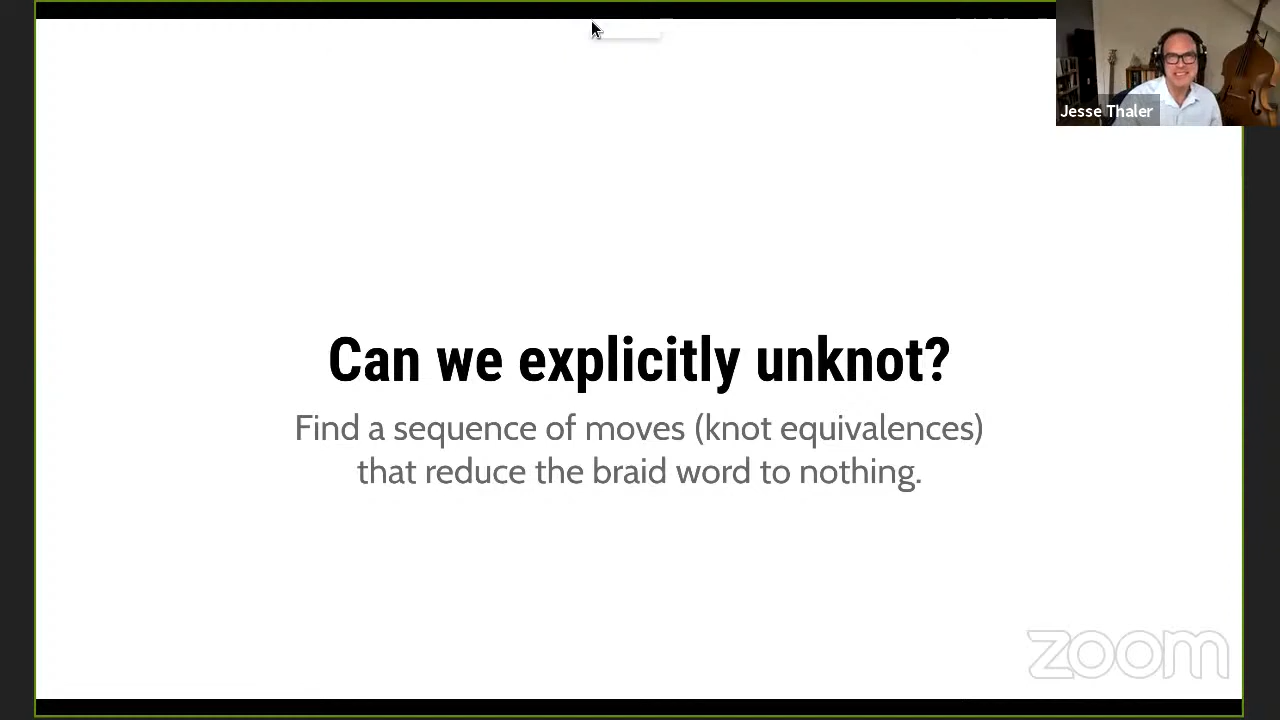 Jesse Thaler
Can we explicitly unknot?
Find a sequence of moves (knot equivalences)
that reduce the braid word to nothing.
zoom